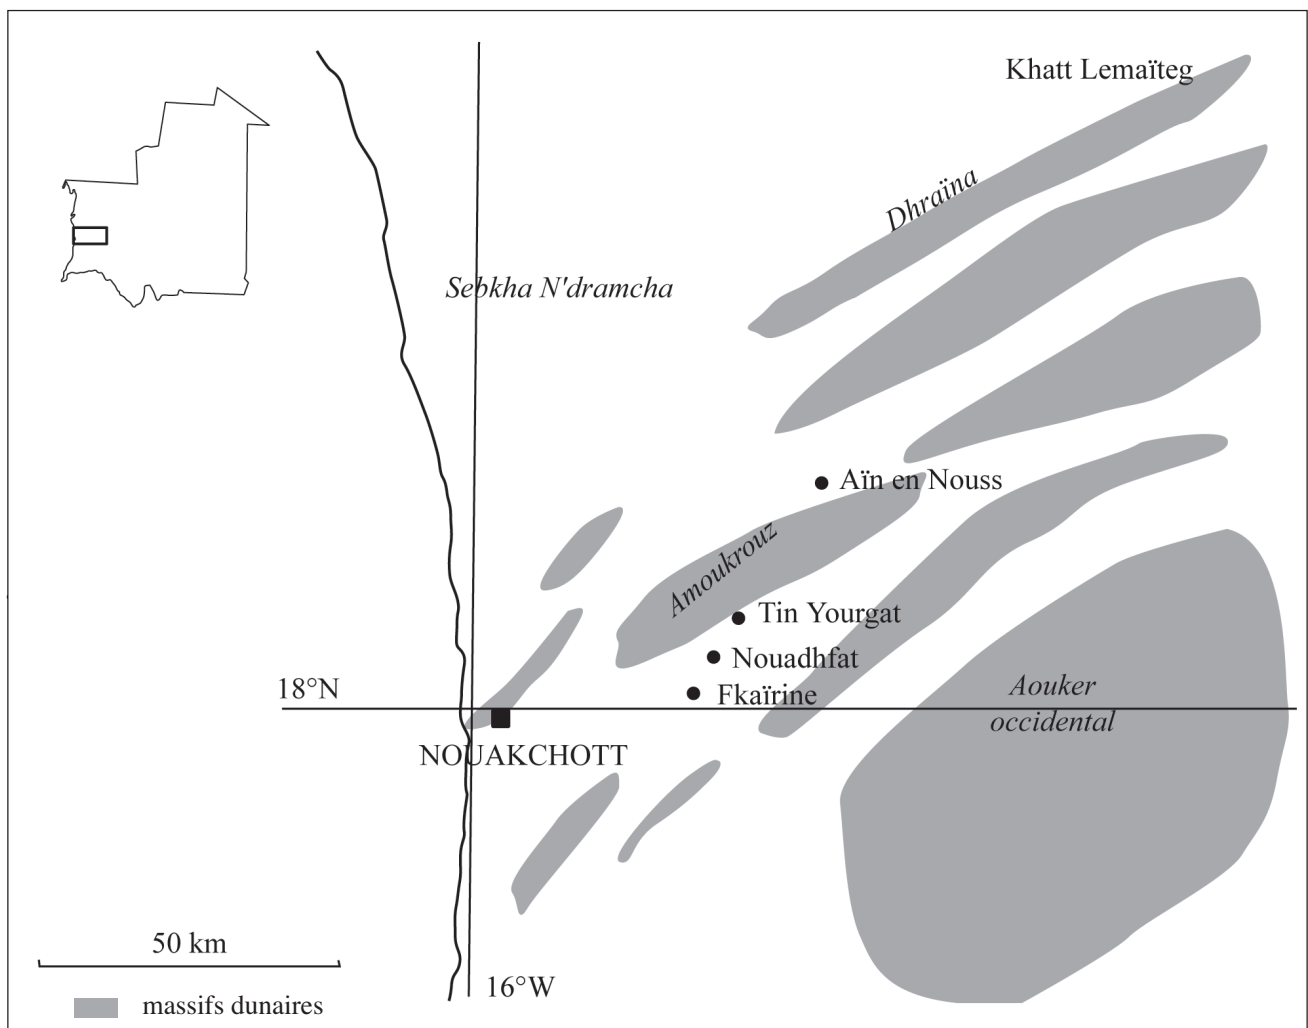 Khatt Lemaïteg
Dhraïna
Sebkha N'dramcha
Aïn en Nouss
Amoukrouz
Tin Yourgat
Nouadhfat
18°N
Fkaïrine
Aouker
occidental
NOUAKCHOTT
50 km
16°W
massifs dunaires